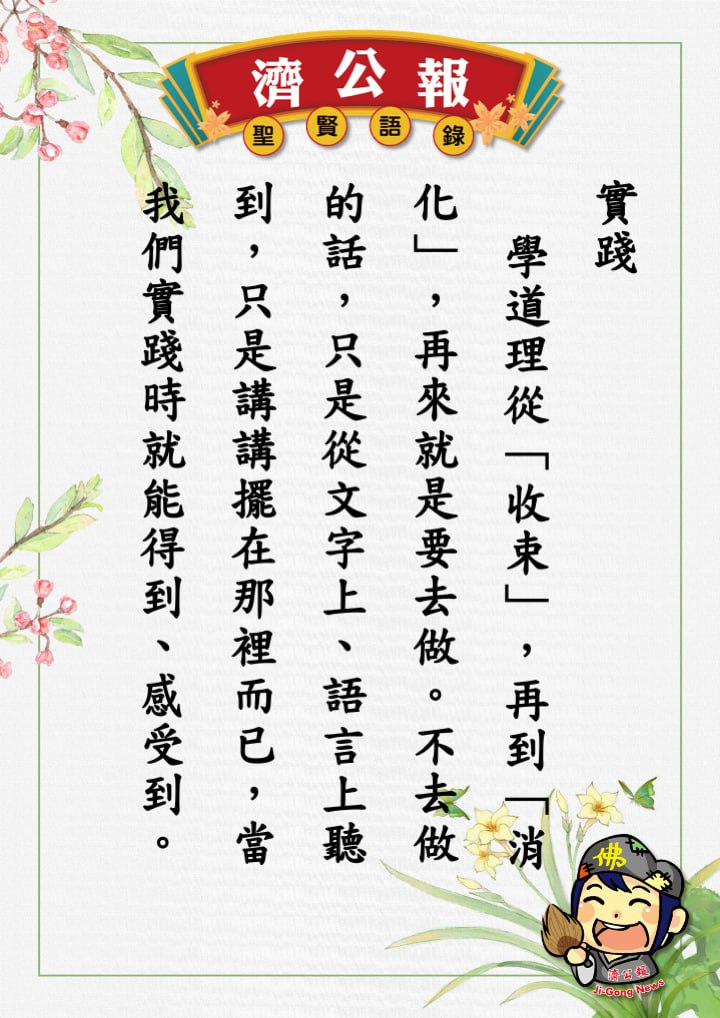 濟公報
聖賢語錄
實踐
學道理從「收束」，再到「消
化」，再來就是要去做。不去做
的話，只是從文字上、語言上聽
到，只是講講擺在那裡而已，當
我們實踐時就能得到、感受到。
佛
濟公報
Ji-Gong News